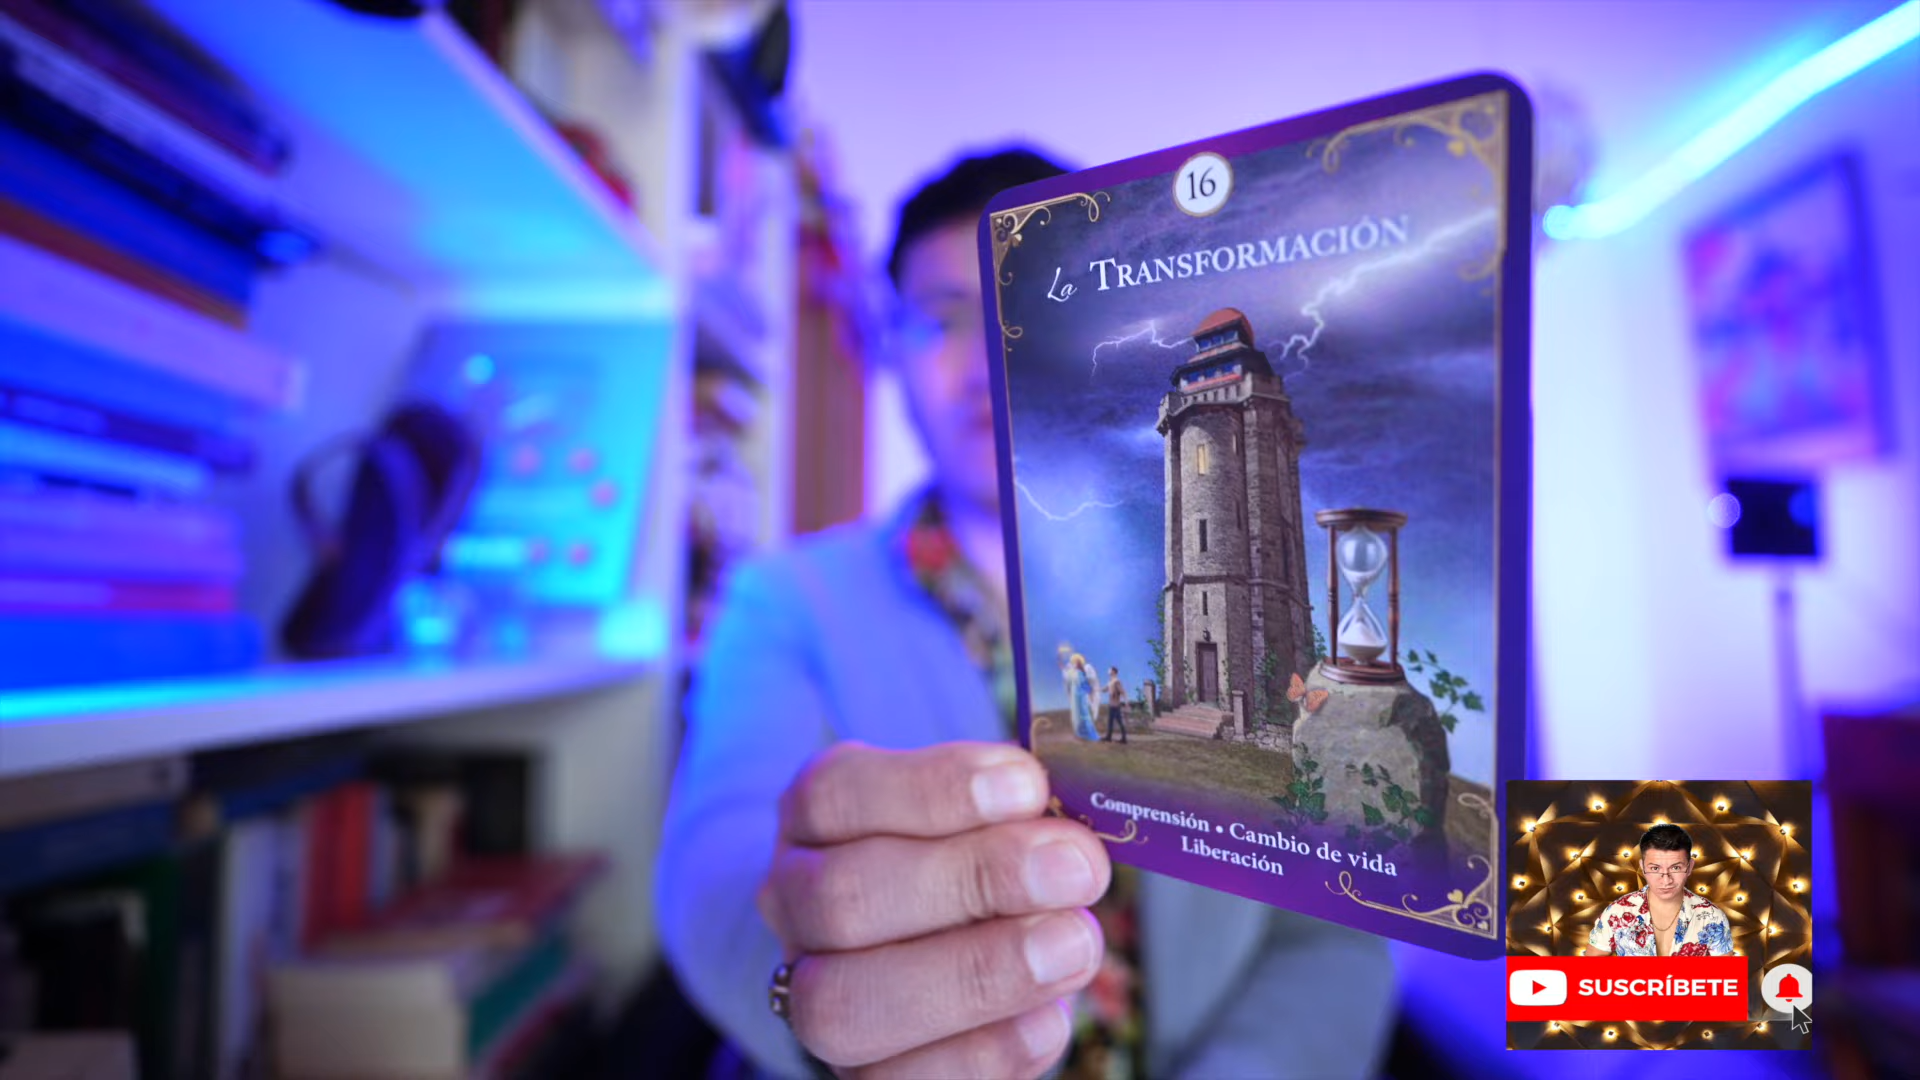 16
La TRANSFORMACIÓN
Comprensión • Cambio de vida
Liberación
SUSCRÍBETE